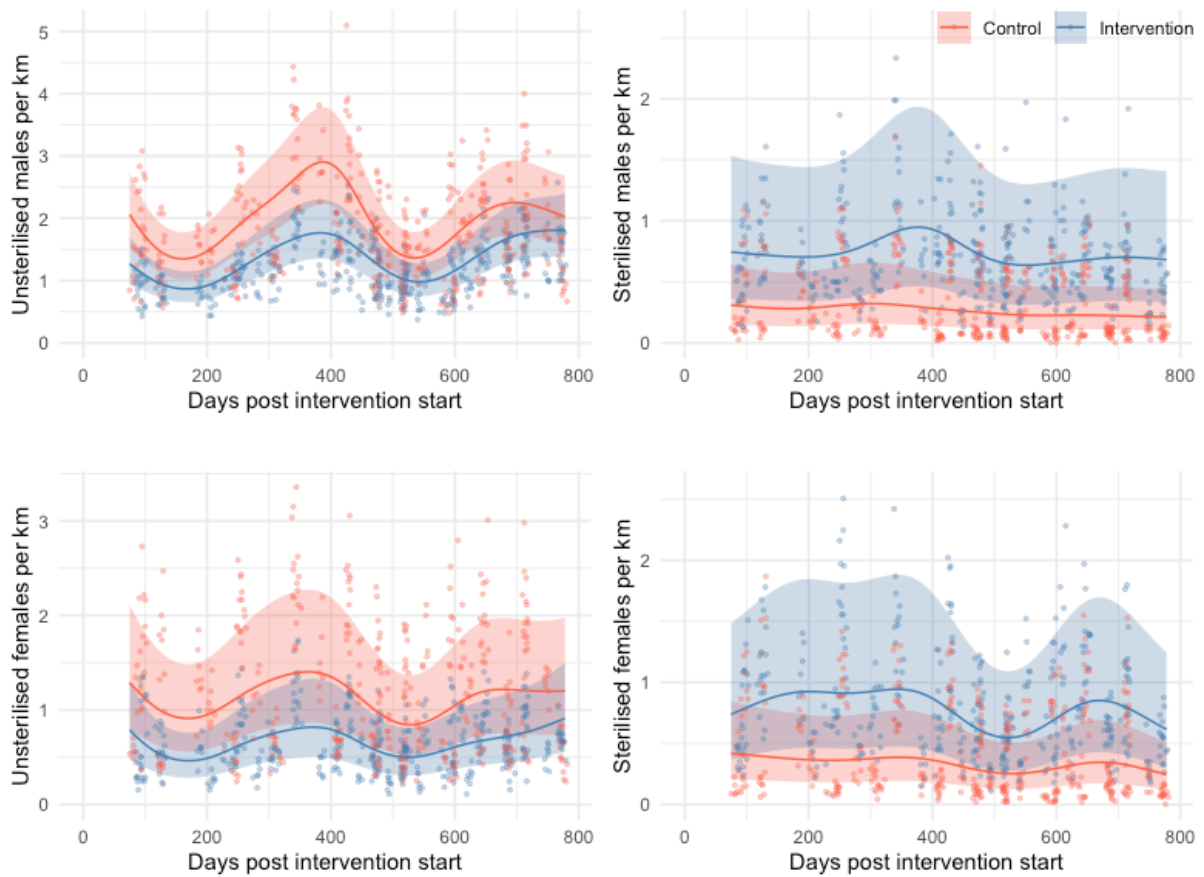 Control
Intervention
Unsterilised males per km
5
4
3
2
1
0
0 200 400 600 800
Days post intervention start
Sterilised males per km
2
1
0
0 200 400 600 800
Days post intervention start
Unsterilised females per km
3
2
1
0
0 200 400 600 800
Days post intervention start
Sterilised females per km
2
1
0
0 200 400 600 800
Days post intervention start